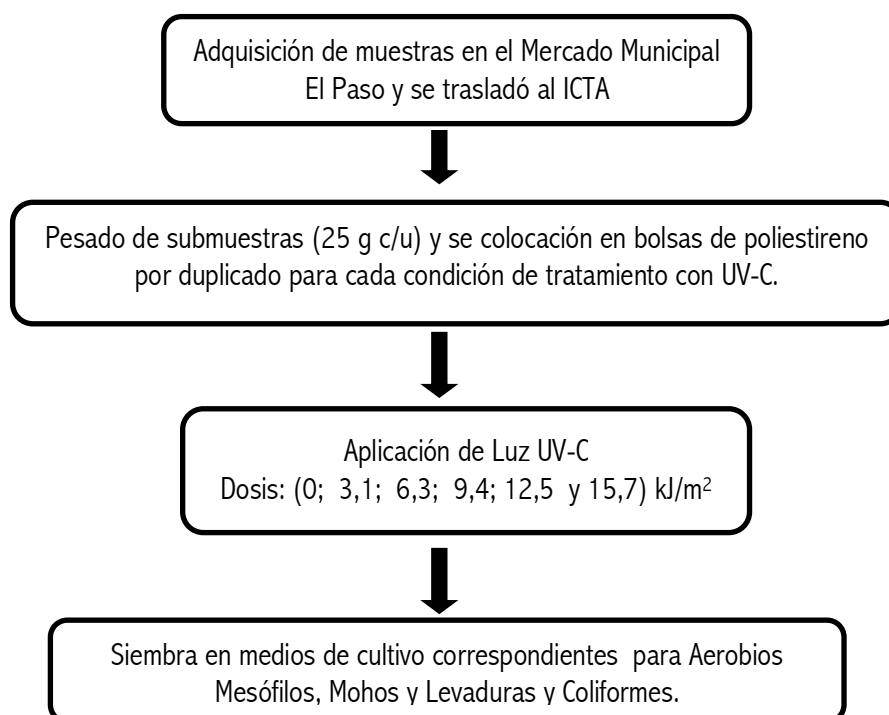 Adquisición de muestras en el Mercado Municipal
El Paso y se trasladó al ICTA
Pesado de submuestras (25 g c/u) y se colocación en bolsas de poliestireno
por duplicado para cada condición de tratamiento con UV-C.
Aplicación de Luz UV-C
Dosis: (0; 3,1; 6,3; 9,4; 12,5 y 15,7) kJ/m²
Siembra en medios de cultivo correspondientes para Aerobios
Mesófilos, Mohos y Levaduras y Coliformes.